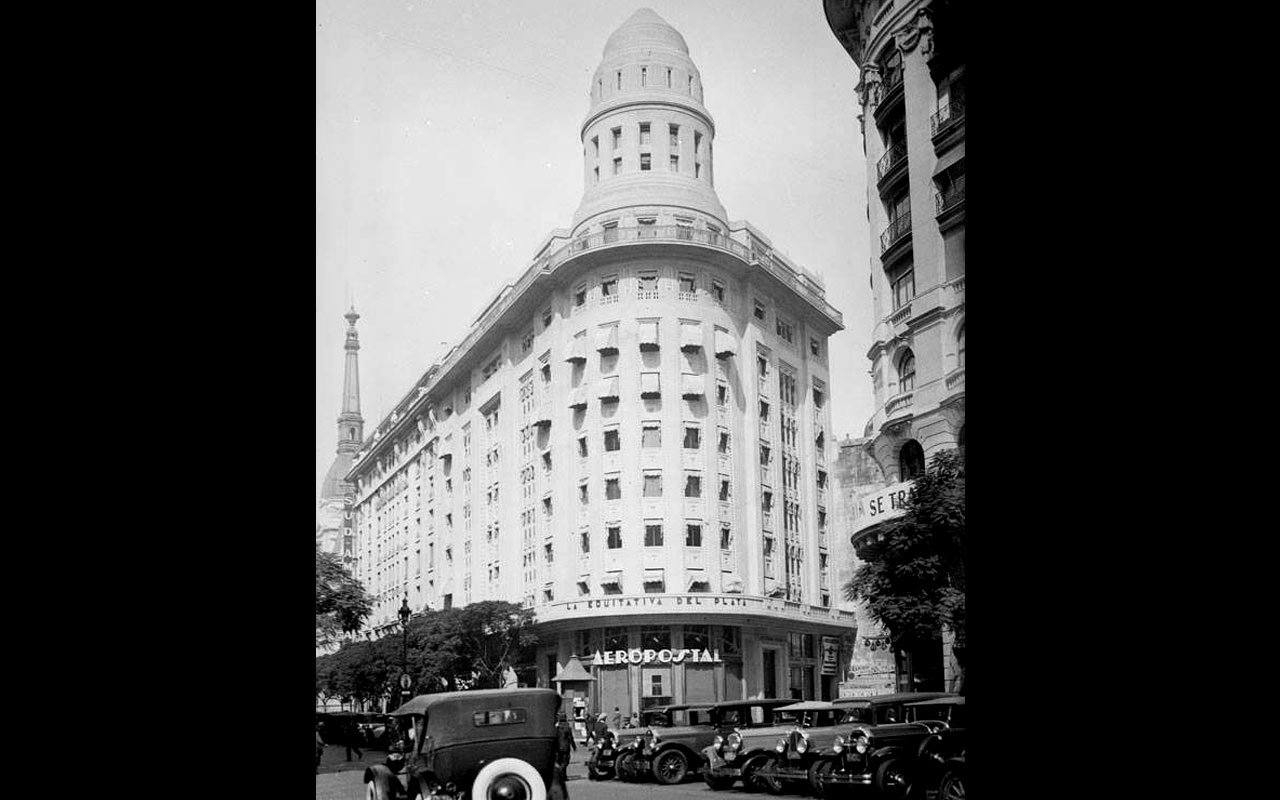 SE TRA
LA EQUITATIVA DEL PLATA
AEROPOSTAL